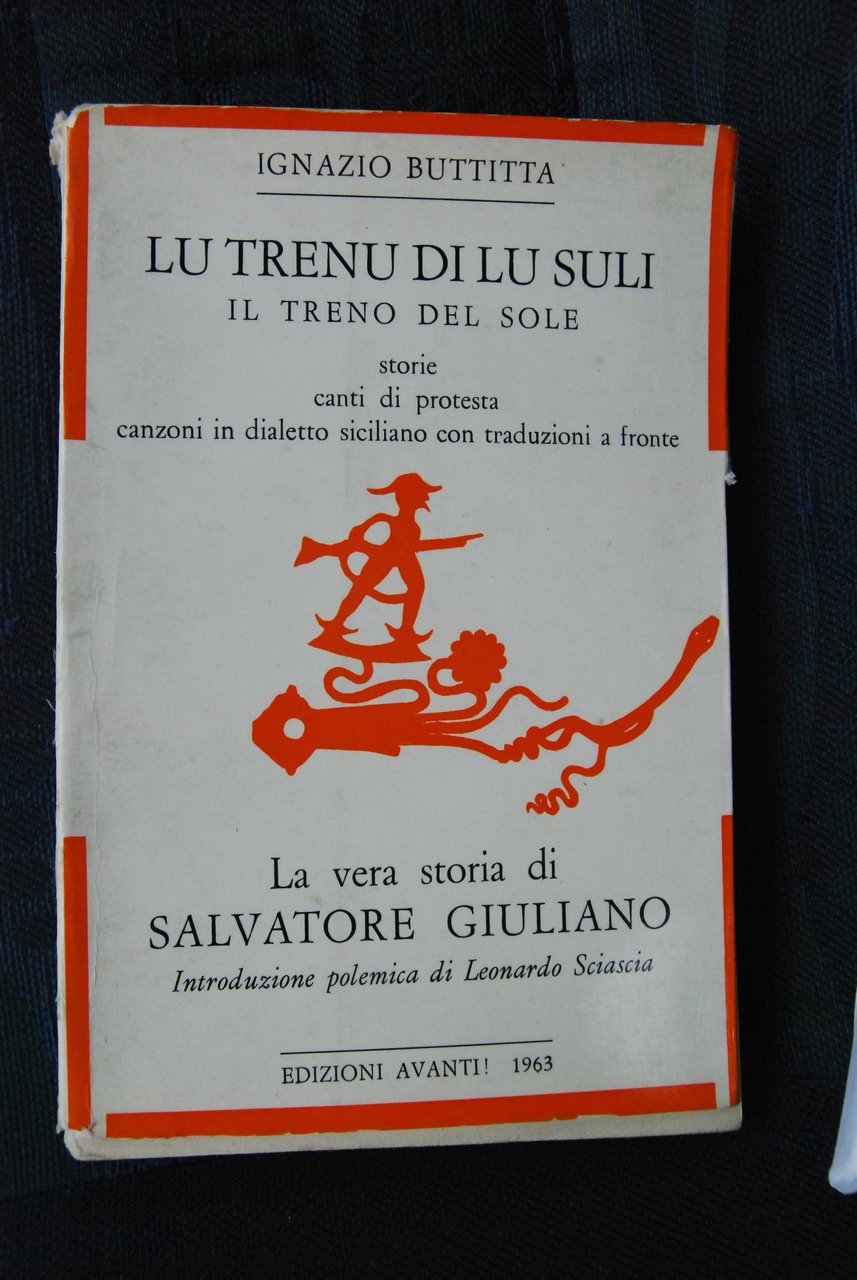 IGNAZIO BUTTITTA
LU TRENU DI LU SULI
IL TRENO DEL SOLE
storie
canti di protesta
canzoni in dialetto siciliano con traduzioni a fronte
La vera storia di
SALVATORE GIULIANO
Introduzione polemica di Leonardo Sciascia
EDIZIONI AVANTI! 1963